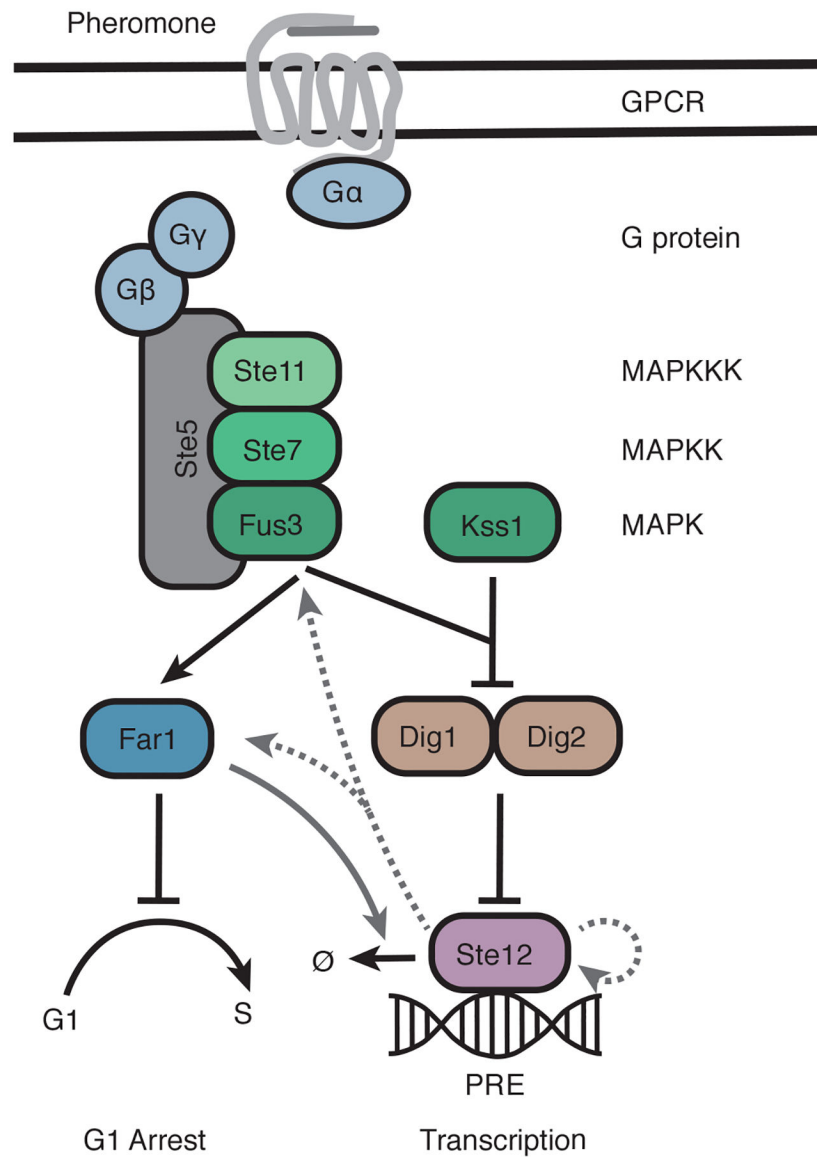 Pheromone
GPCR
Gα
Gγ
G protein
Gβ
Ste11
MAPKKK
Ste5
Ste7
MAPKK
Fus3
Kss1
MAPK
Far1
Dig1
Dig2
Ste12
Ø
G1
S
PRE
G1 Arrest
Transcription